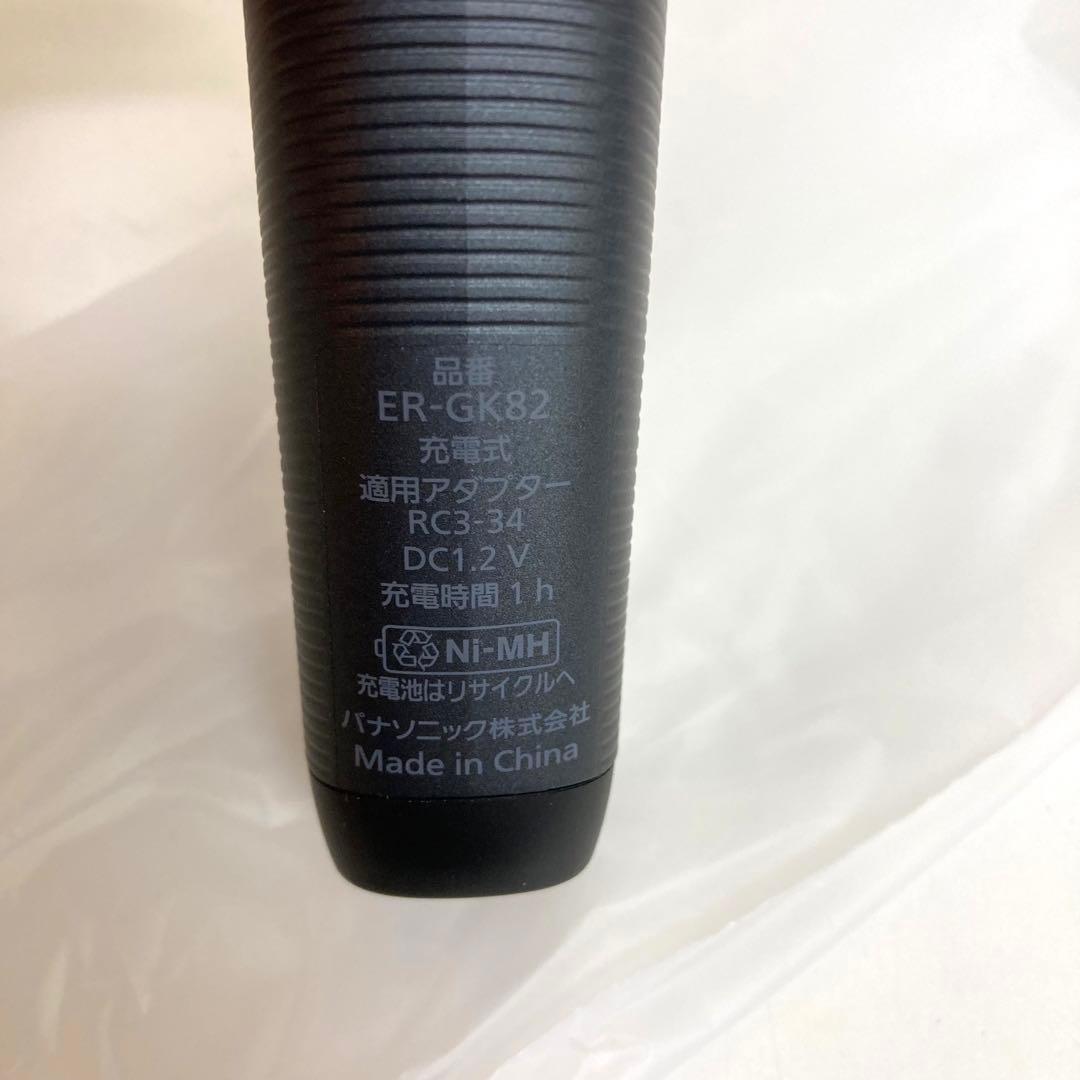 品番
ER-GK82
充電式
適用アダプター
RC3-34
DC1.2 V
充電時間 1 h
Ni-MH
充電池はリサイクルへ
パナソニック株式会社
Made in China